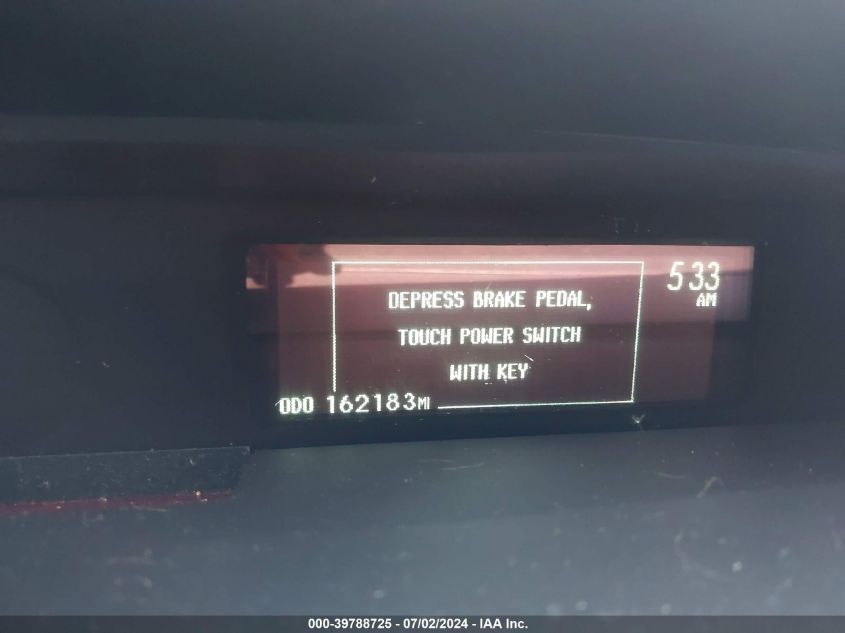 DEPRESS BRAKE PEDAL,
TOUCH POWER SWITCH
WITH KEY
533
AM
ODO 162183MI
000-39788725 - 07/02/2024 - IAA Inc.